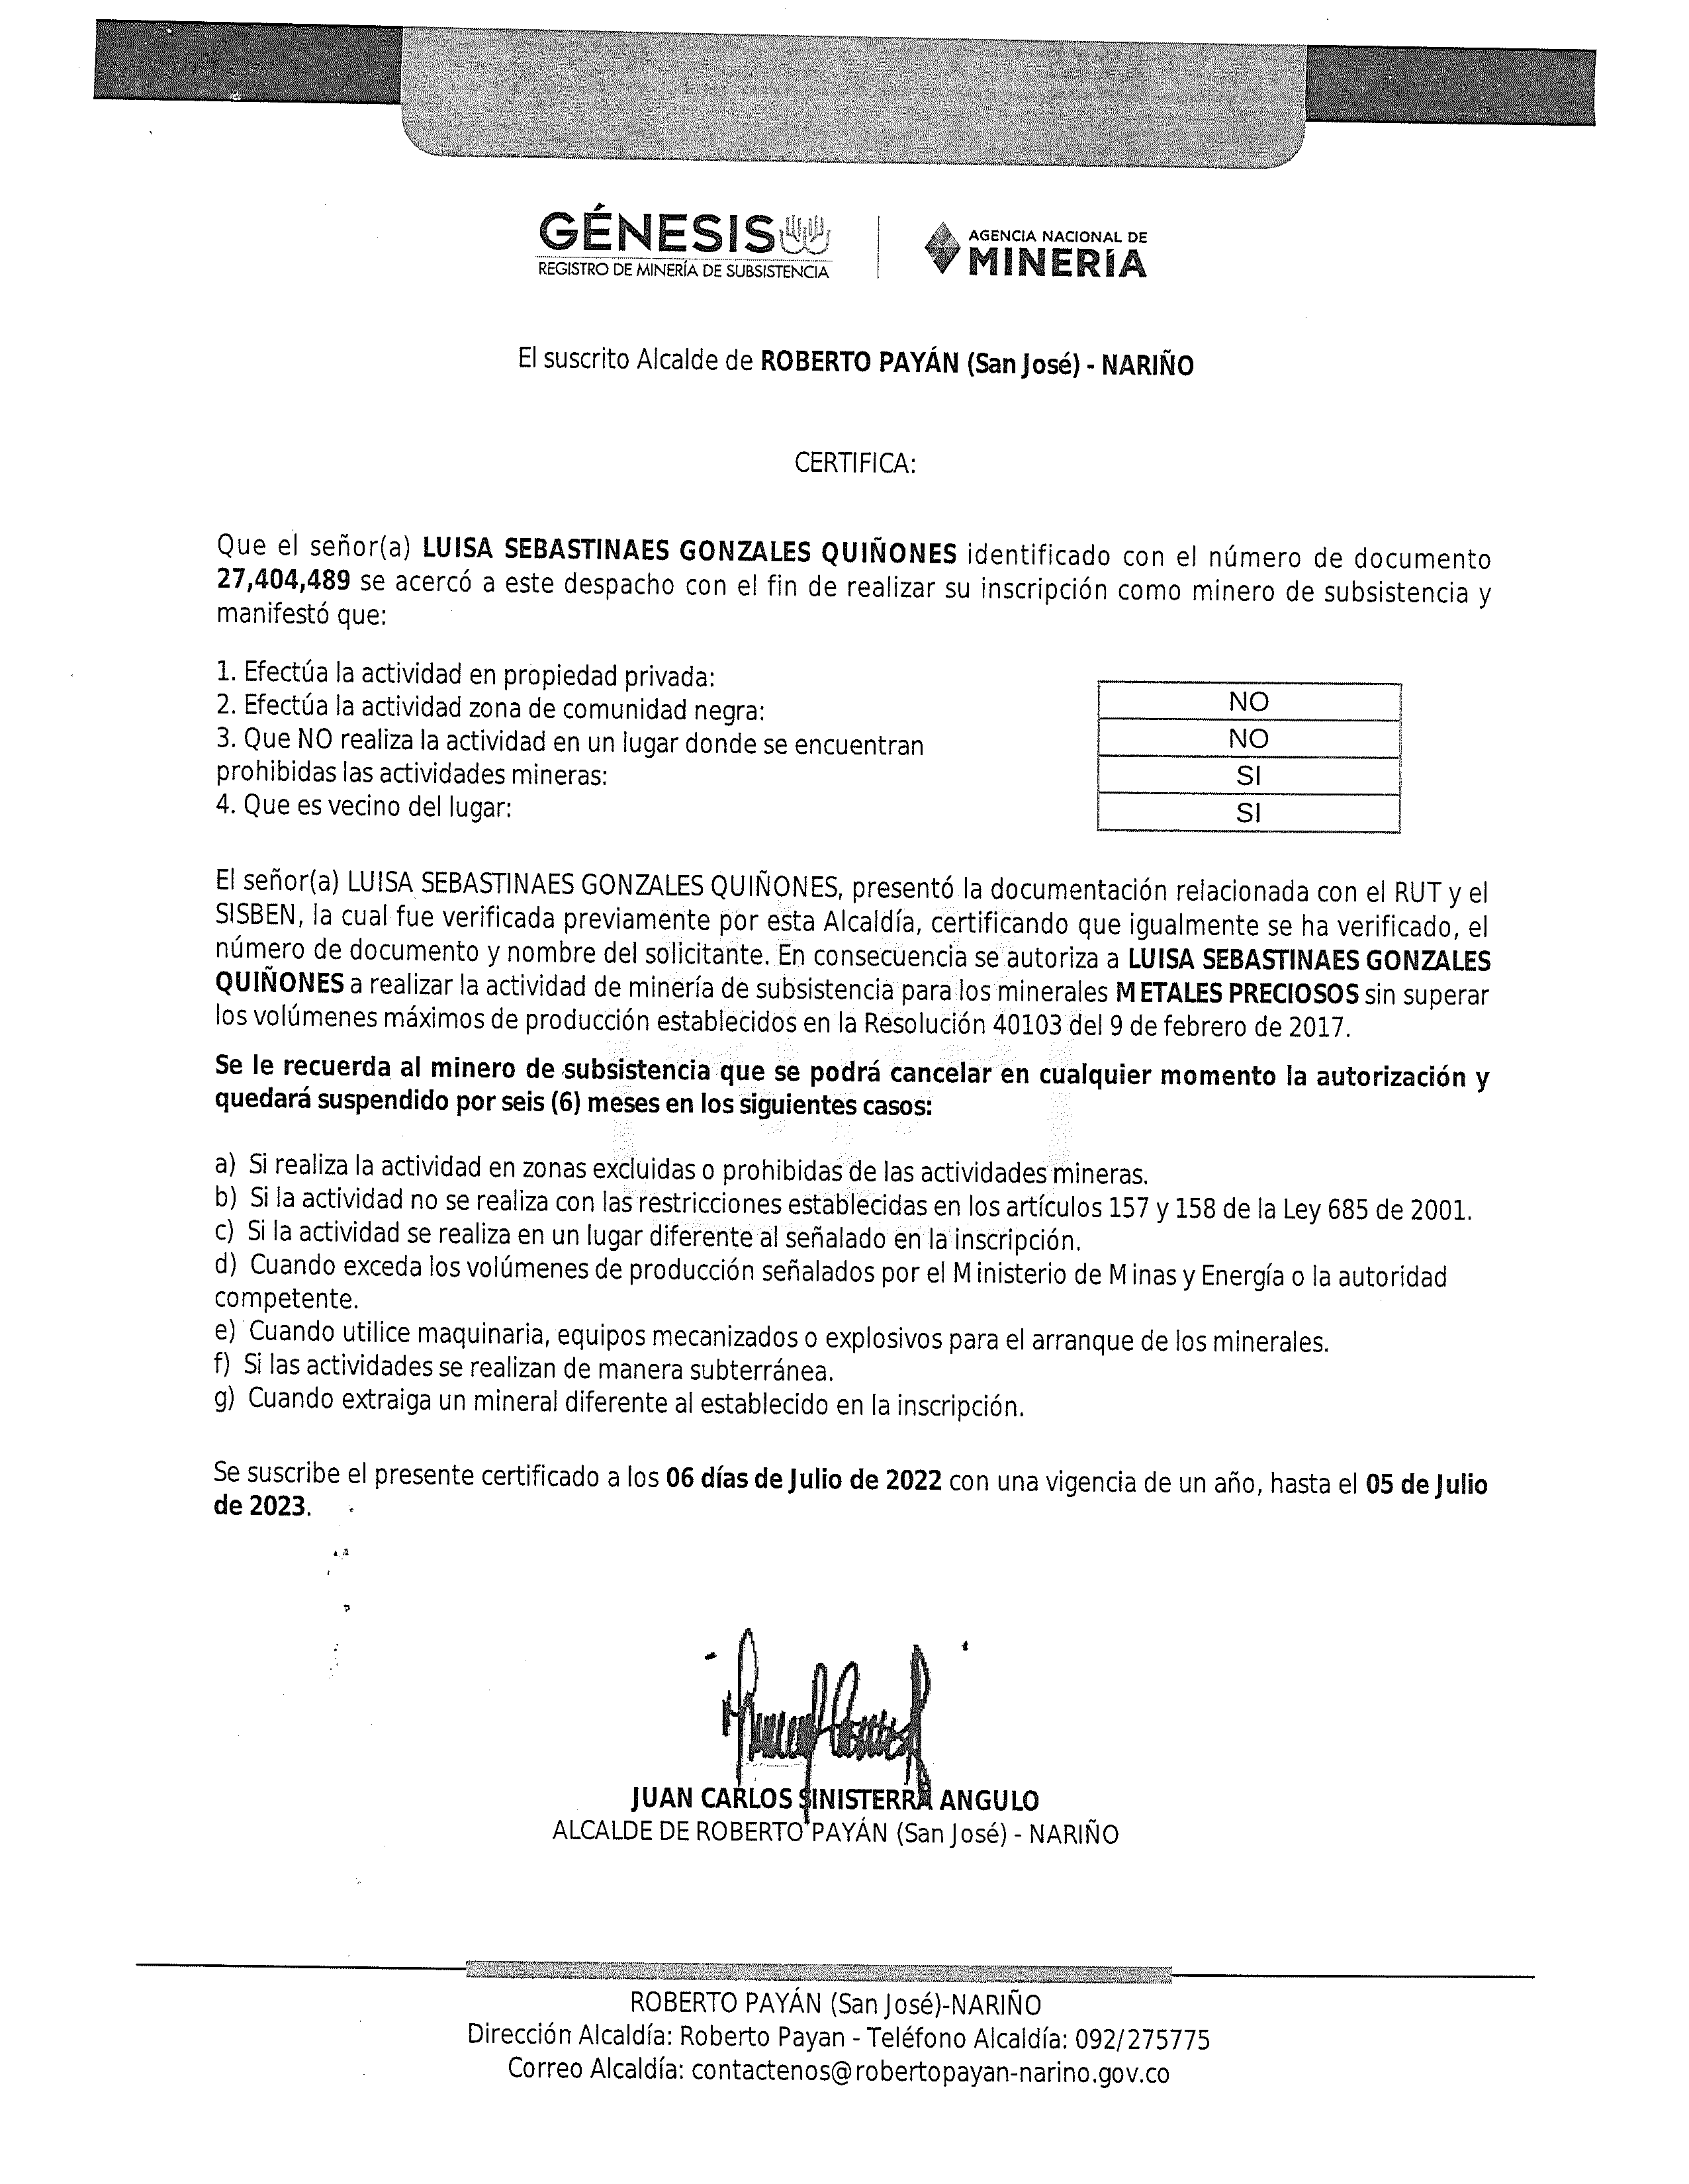 GÉNESIS
REGISTRO DE MINERÍA DE SUBSISTENCIA
AGENCIA NACIONAL DE
MINERÍA
El suscrito Alcalde de ROBERTO PAYÁN (San José) - NARIÑO
CERTIFICA:
Que el señor(a) LUISA SEBASTINAES GONZALES QUIÑONES identificado con el número de documento
27,404,489 se acercó a este despacho con el fin de realizar su inscripción como minero de subsistencia y
manifestó que:
1. Efectúa la actividad en propiedad privada:
NO
2. Efectúa la actividad zona de comunidad negra:
NO
3. Que NO realiza la actividad en un lugar donde se encuentran
prohibidas las actividades mineras:
SI
4. Que es vecino del lugar:
SI
El señor(a) LUISA SEBASTINAES GONZALES QUIÑONES, presentó la documentación relacionada con el RUT y el
SISBEN, la cual fue verificada previamente por esta Alcaldía, certificando que igualmente se ha verificado, el
número de documento y nombre del solicitante. En consecuencia se autoriza a LUISA SEBASTINAES GONZALES
QUIÑONES a realizar la actividad de minería de subsistencia para los minerales METALES PRECIOSOS sin superar
los volúmenes máximos de producción establecidos en la Resolución 40103 del 9 de febrero de 2017.
Se le recuerda al minero de subsistencia que se podrá cancelar en cualquier momento la autorización y
quedará suspendido por seis (6) meses en los siguientes casos:
a) Si realiza la actividad en zonas excluidas o prohibidas de las actividades mineras.
b) Si la actividad no se realiza con las restricciones establecidas en los artículos 157 y 158 de la Ley 685 de 2001.
c) Si la actividad se realiza en un lugar diferente al señalado en la inscripción.
d) Cuando exceda los volúmenes de producción señalados por el Ministerio de Minas y Energía o la autoridad
competente.
e) Cuando utilice maquinaria, equipos mecanizados o explosivos para el arranque de los minerales.
f) Si las actividades se realizan de manera subterránea.
g) Cuando extraiga un mineral diferente al establecido en la inscripción.
Se suscribe el presente certificado a los 06 días de Julio de 2022 con una vigencia de un año, hasta el 05 de Julio
de 2023.
JUAN CARLOS SINISTERRA ANGULO
ALCALDE DE ROBERTO PAYÁN (San José) - NARIÑO
ROBERTO PAYÁN (San José)-NARIÑO
Dirección Alcaldía: Roberto Payan - Teléfono Alcaldía: 092/275775
Correo Alcaldía: contactenos@robertopayan-narino.gov.co